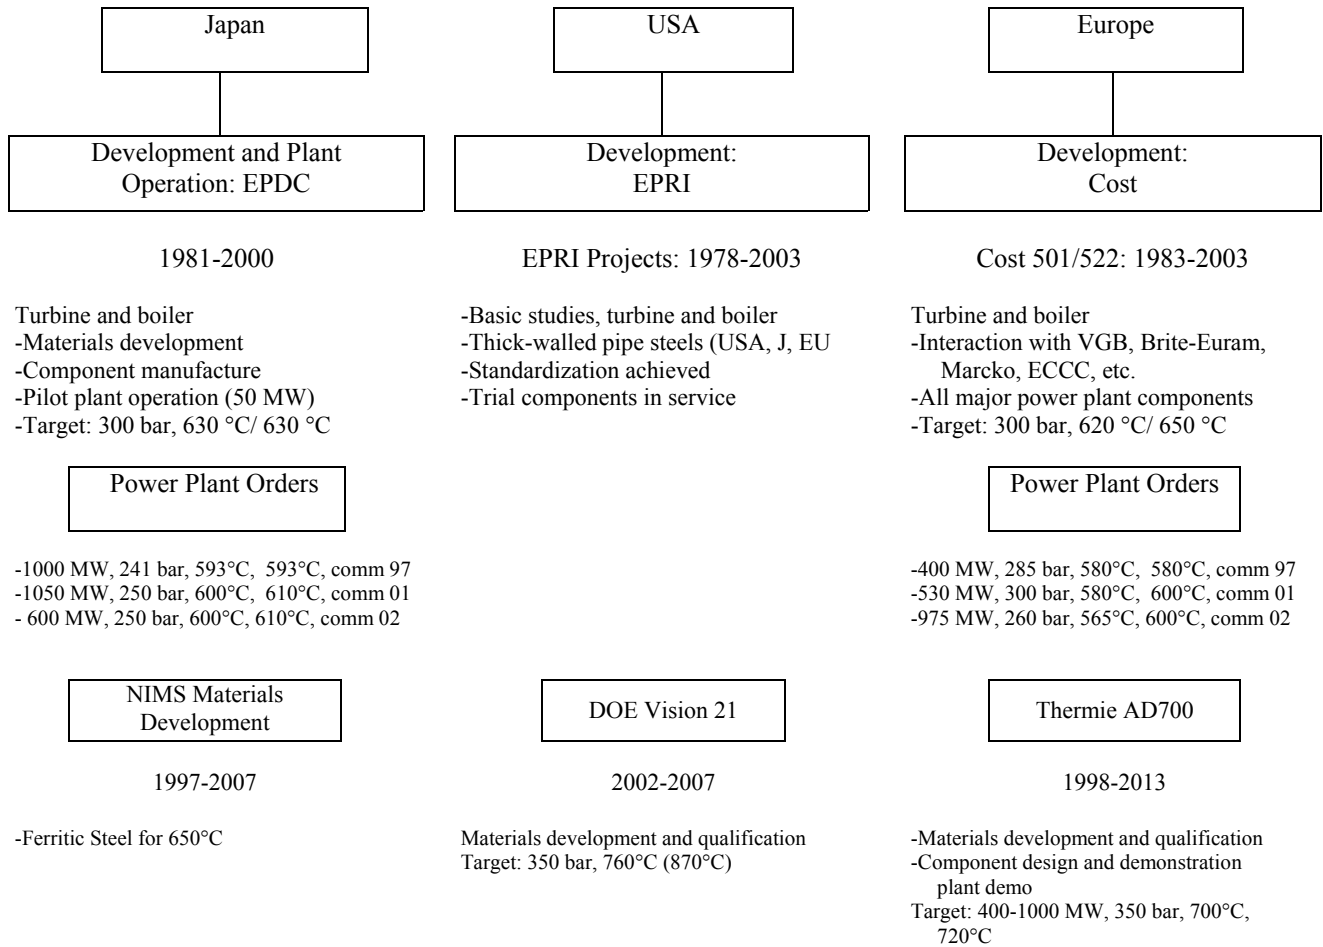 Japan
Development and Plant
Operation: EPDC
1981-2000
Turbine and boiler
-Materials development
-Component manufacture
-Pilot plant operation (50 MW)
-Target: 300 bar, 630 °C/ 630 °C
Power Plant Orders
-1000 MW, 241 bar, 593°C, 593°C, comm 97
-1050 MW, 250 bar, 600°C, 610°C, comm 01
- 600 MW, 250 bar, 600°C, 610°C, comm 02
NIMS Materials
Development
1997-2007
-Ferritic Steel for 650°C
USA
Development:
EPRI
EPRI Projects: 1978-2003
-Basic studies, turbine and boiler
-Thick-walled pipe steels (USA, J, EU
-Standardization achieved
-Trial components in service
DOE Vision 21
2002-2007
Materials development and qualification
Target: 350 bar, 760°C (870°C)
Europe
Development:
Cost
Cost 501/522: 1983-2003
Turbine and boiler
-Interaction with VGB, Brite-Euram,
Marcko, ECCC, etc.
-All major power plant components
-Target: 300 bar, 620 °C/ 650 °C
Power Plant Orders
-400 MW, 285 bar, 580°C, 580°C, comm 97
-530 MW, 300 bar, 580°C, 600°C, comm 01
-975 MW, 260 bar, 565°C, 600°C, comm 02
Thermie AD700
1998-2013
-Materials development and qualification
-Component design and demonstration
plant demo
Target: 400-1000 MW, 350 bar, 700°C,
720°C